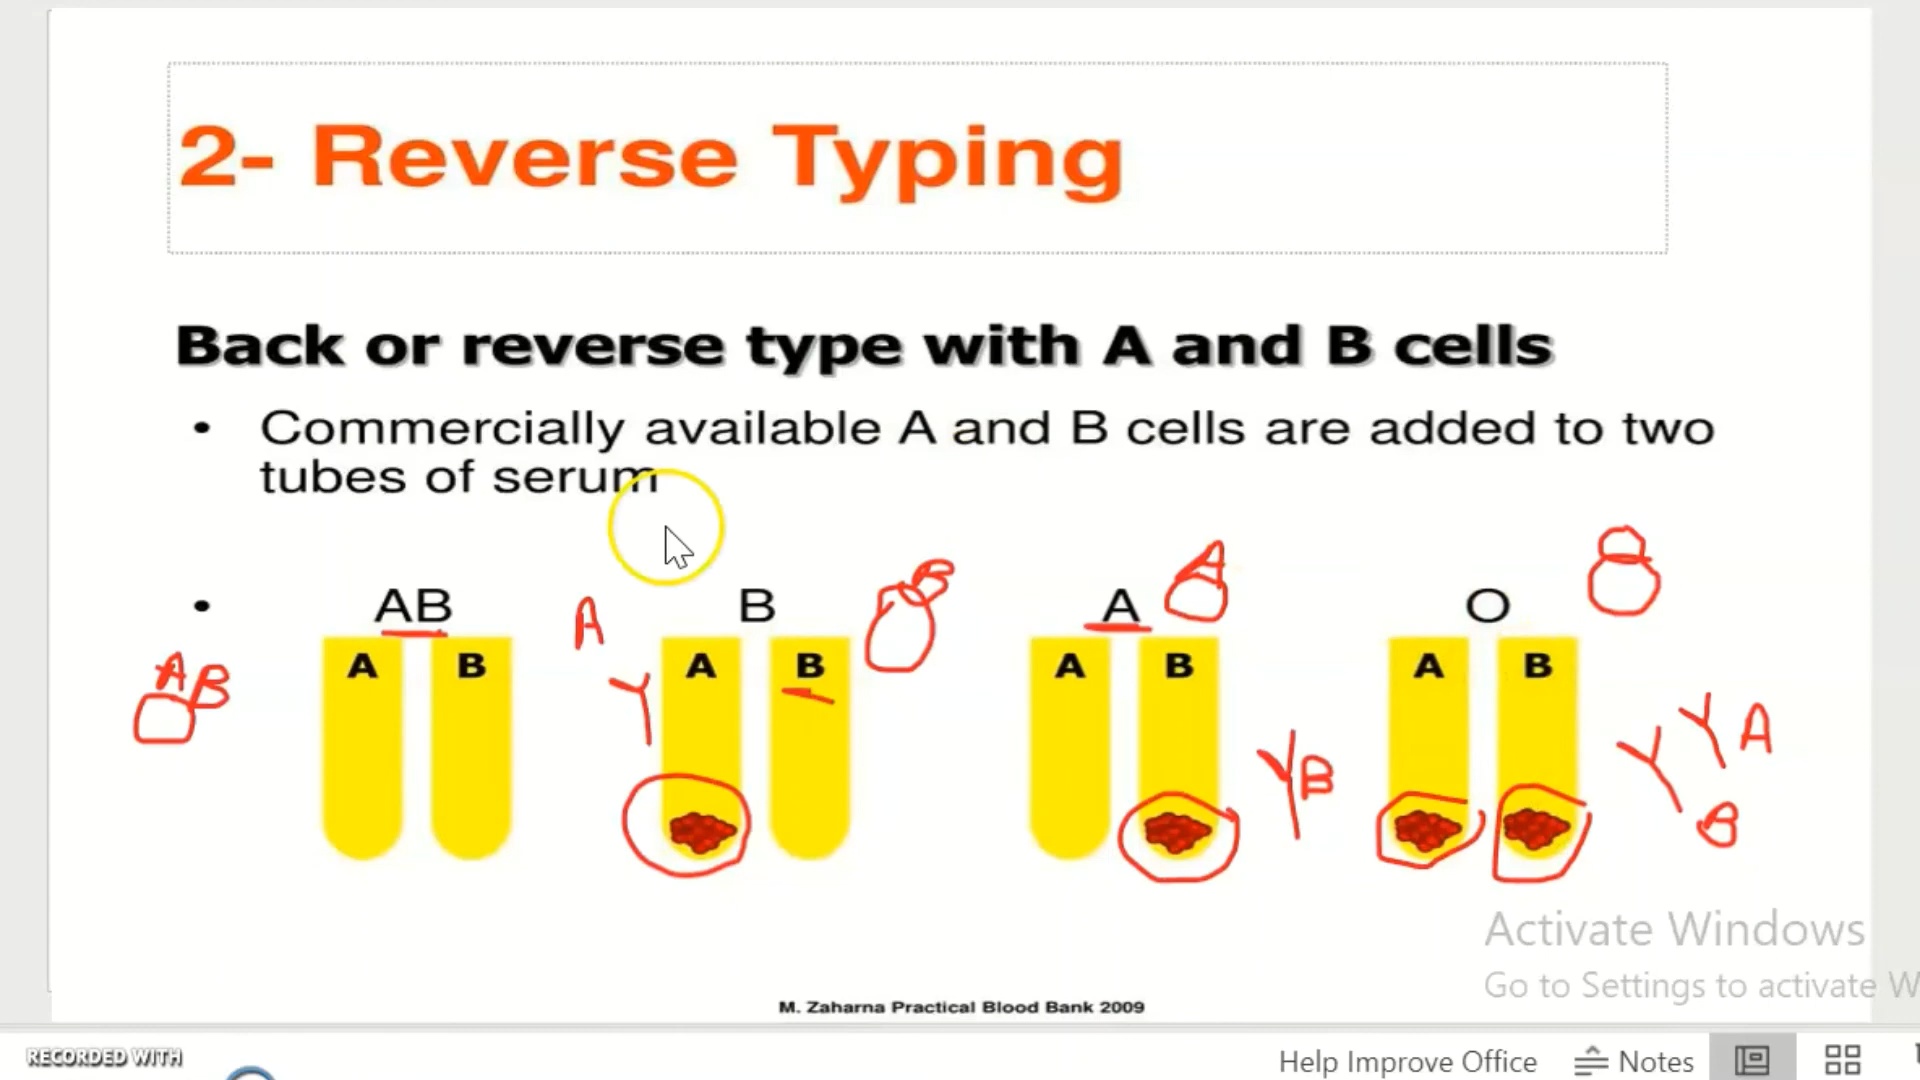 2- Reverse Typing
Back or reverse type with A and B cells
• Commercially available A and B cells are added to two
tubes of serum
• AB B A O
A B A B A B A B
A B
A
B
A
B
A
B
M. Zaharna Practical Blood Bank 2009
Activate Windows
Go to Settings to activate W
RECORDED WITH
Help Improve Office Notes